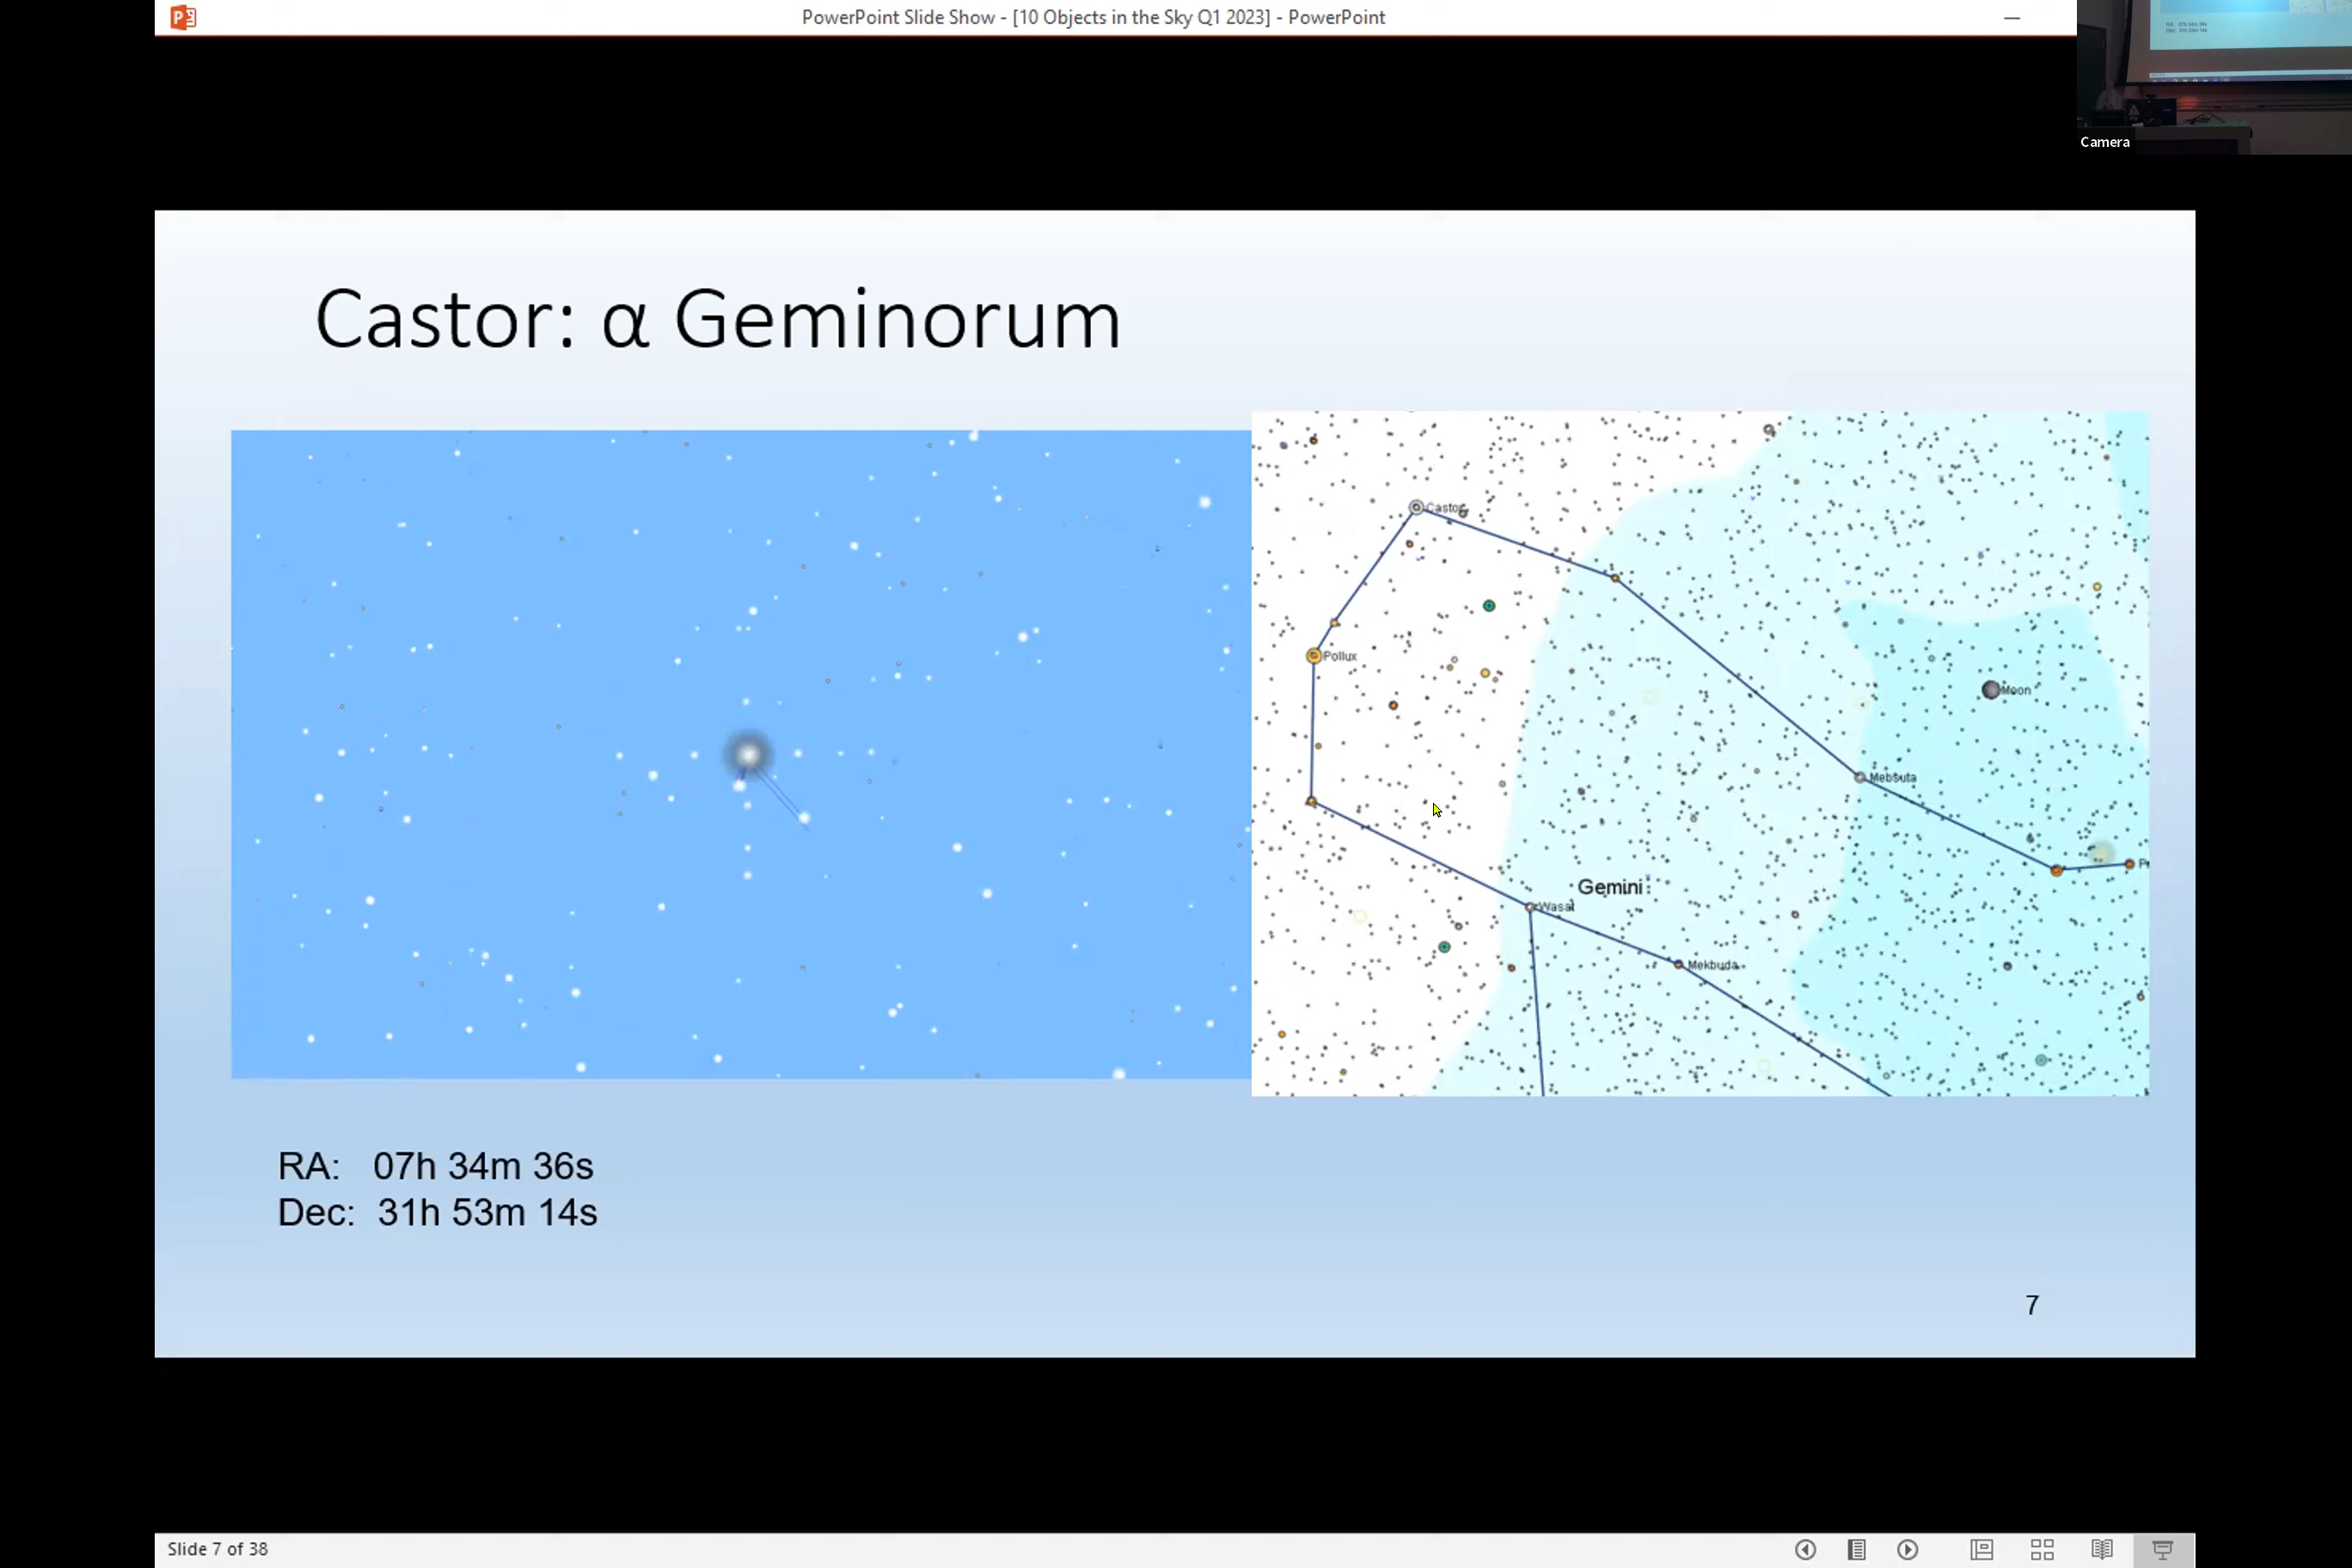 PowerPoint Slide Show - [10 Objects in the Sky Q1 2023] - PowerPoint
Camera
Castor: α Geminorum
Castor
Pollux
Moon
Mebsuta
Gemini
Wasat
Mekbuda
RA: 07h 34m 36s
Dec: 31h 53m 14s
7
Slide 7 of 38